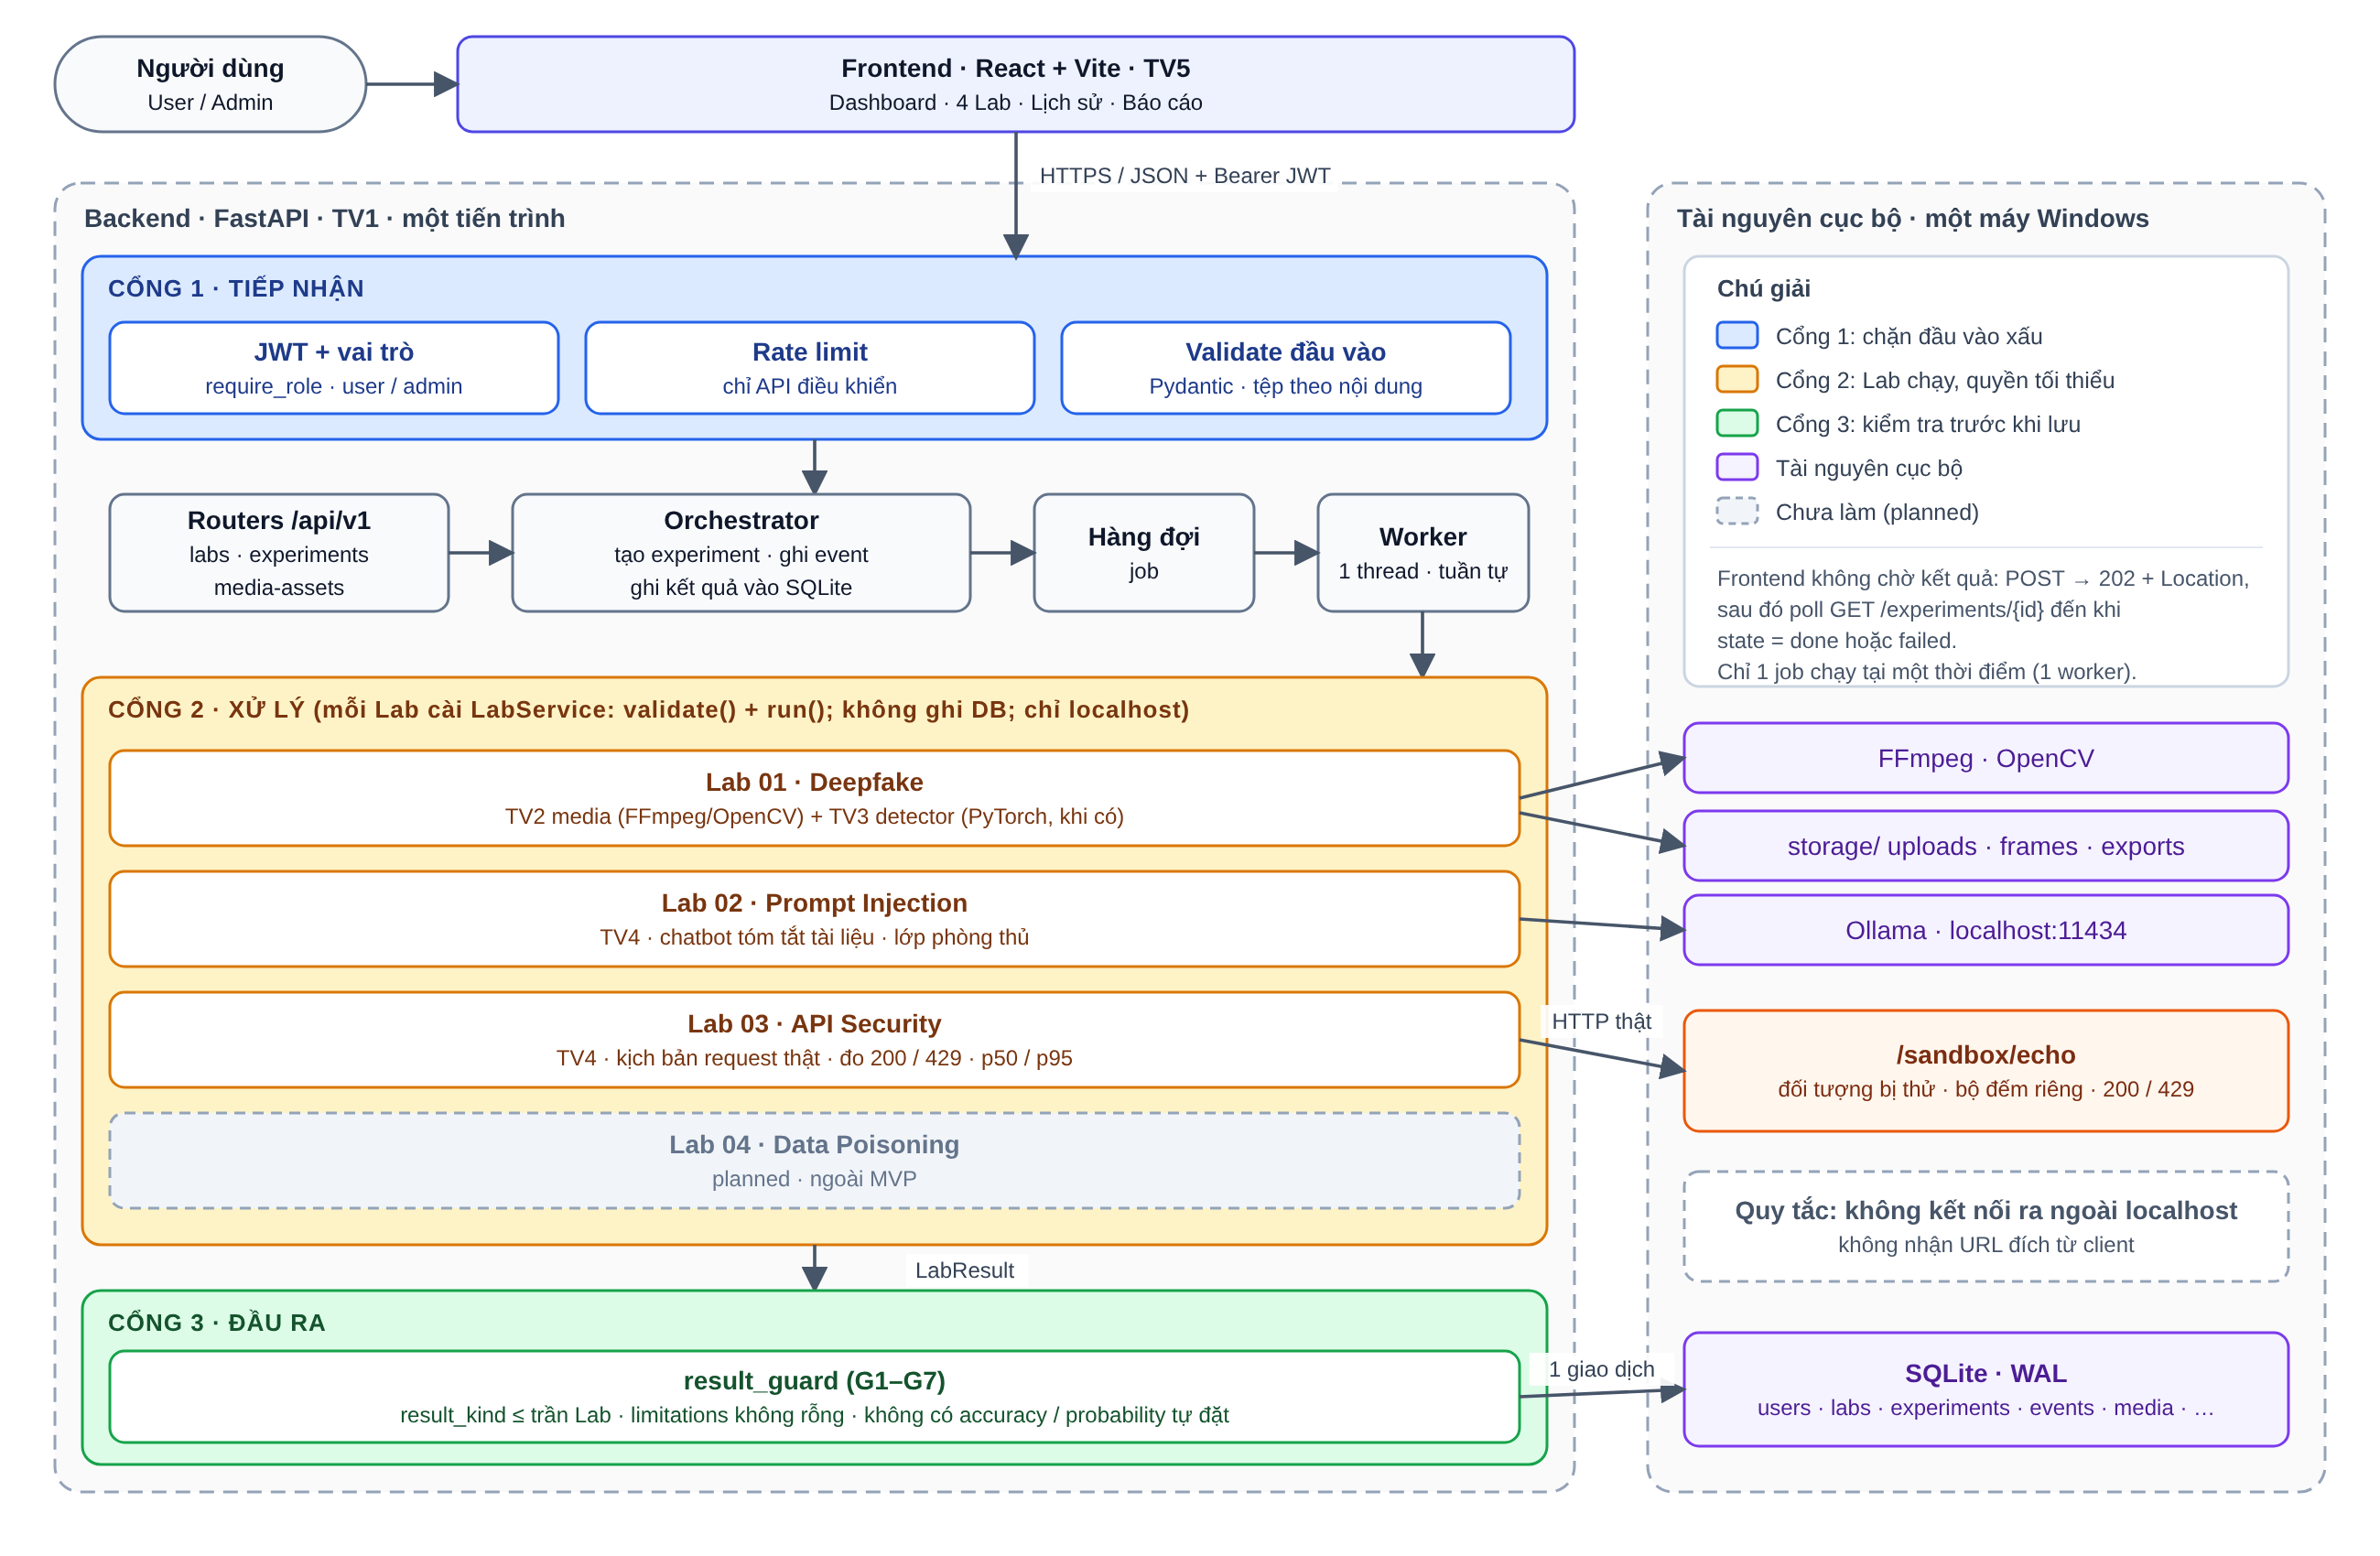 Người dùng
User / Admin
Frontend · React + Vite · TV5
Dashboard · 4 Lab · Lịch sử · Báo cáo
HTTPS / JSON + Bearer JWT
Backend · FastAPI · TV1 · một tiến trình
CỔNG 1 · TIẾP NHẬN
JWT + vai trò
require_role · user / admin
Rate limit
chỉ API điều khiển
Validate đầu vào
Pydantic · tệp theo nội dung
Routers /api/v1
labs · experiments
media-assets
Orchestrator
tạo experiment · ghi event
ghi kết quả vào SQLite
Hàng đợi
job
Worker
1 thread · tuần tự
CỔNG 2 · XỬ LÝ (mỗi Lab cài LabService: validate() + run(); không ghi DB; chỉ localhost)
Lab 01 · Deepfake
TV2 media (FFmpeg/OpenCV) + TV3 detector (PyTorch, khi có)
Lab 02 · Prompt Injection
TV4 · chatbot tóm tắt tài liệu · lớp phòng thủ
Lab 03 · API Security
TV4 · kịch bản request thật · đo 200 / 429 · p50 / p95
Lab 04 · Data Poisoning
planned · ngoài MVP
LabResult
CỔNG 3 · ĐẦU RA
result_guard (G1–G7)
result_kind ≤ trần Lab · limitations không rỗng · không có accuracy / probability tự đặt
Tài nguyên cục bộ · một máy Windows
Chú giải
Cổng 1: chặn đầu vào xấu
Cổng 2: Lab chạy, quyền tối thiểu
Cổng 3: kiểm tra trước khi lưu
Tài nguyên cục bộ
Chưa làm (planned)
Frontend không chờ kết quả: POST → 202 + Location,
sau đó poll GET /experiments/{id} đến khi
state = done hoặc failed.
Chỉ 1 job chạy tại một thời điểm (1 worker).
FFmpeg · OpenCV
storage/ uploads · frames · exports
Ollama · localhost:11434
HTTP thật
/sandbox/echo
đối tượng bị thử · bộ đếm riêng · 200 / 429
Quy tắc: không kết nối ra ngoài localhost
không nhận URL đích từ client
1 giao dịch
SQLite · WAL
users · labs · experiments · events · media · …